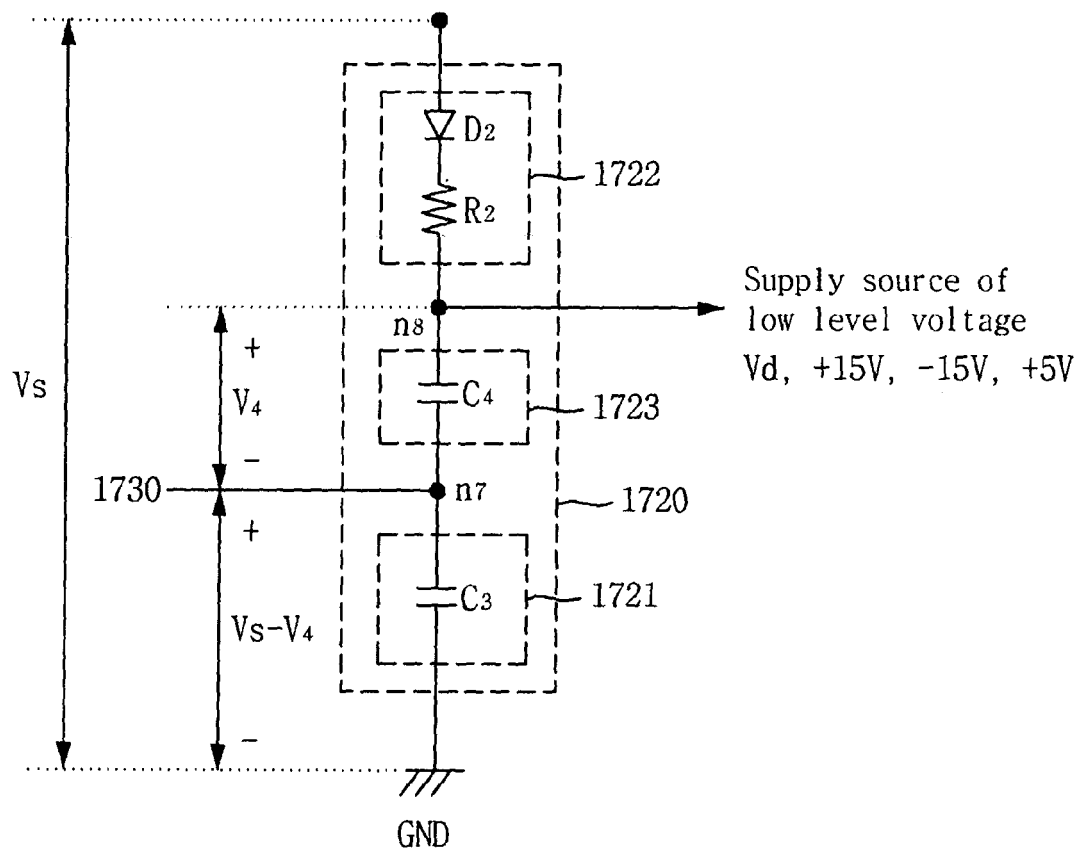 D2
1722
R2
Supply source of
low level voltage
Vd, +15V, -15V, +5V
n8
+
Vs
V4
C4
1723
-
1730
n7
1720
+
C3
1721
Vs-V4
-
GND